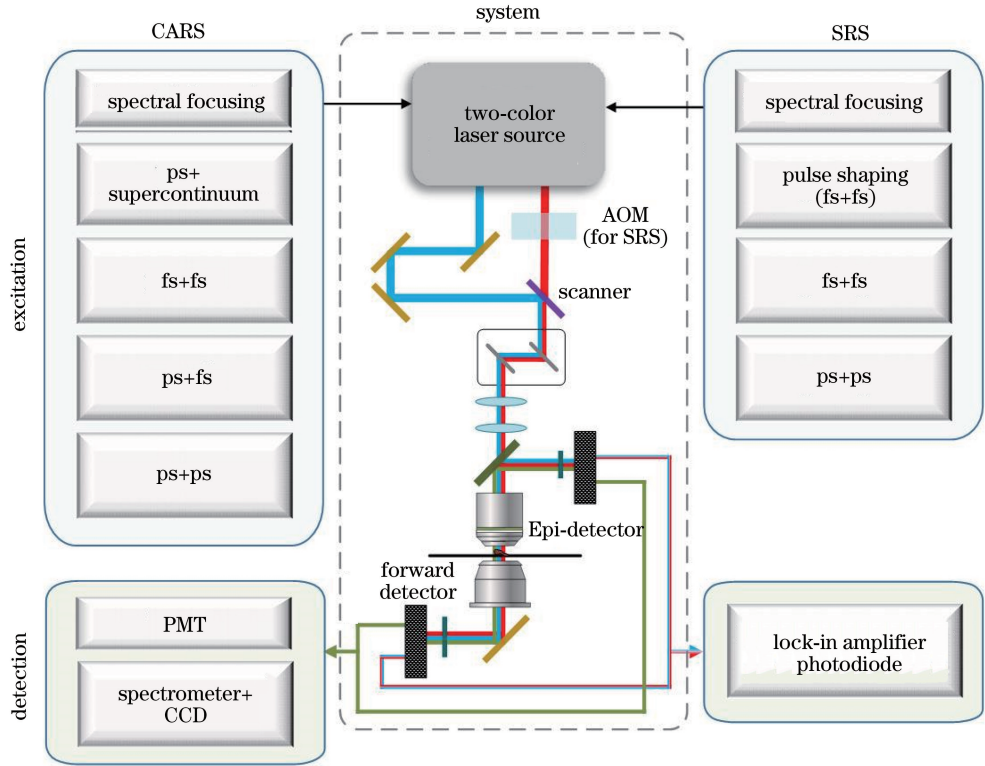 system
CARS
SRS
excitation
spectral focusing
ps+
supercontinuum
fs+fs
ps+fs
ps+ps
two-color
laser source
AOM
(for SRS)
scanner
Epi-detector
forward
detector
spectral focusing
pulse shaping
(fs+fs)
fs+fs
ps+ps
detection
PMT
spectrometer+
CCD
lock-in amplifier
photodiode